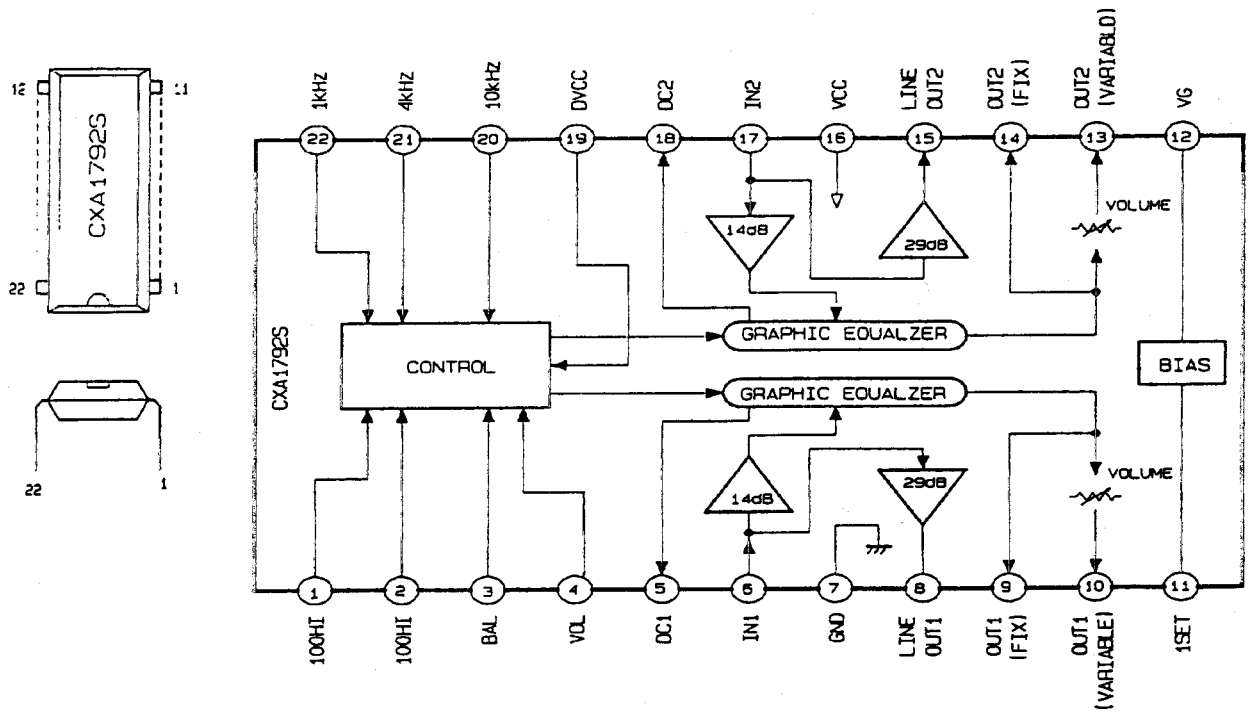 12
11
CXA1792S
22
1
22
1
1kHz
4kHz
10kHz
DVCC
DC2
IN2
VCC
LINE
OUT2
OUT2
(FIX)
OUT2
(VARIABLD)
VG
22
21
20
19
18
17
16
15
14
13
12
CXA1792S
14dB
29dB
VOLUME
GRAPHIC EQUALZER
CONTROL
BIAS
GRAPHIC EQUALZER
14dB
29dB
VOLUME
1
2
3
4
5
6
7
8
9
10
11
100HI
100HI
BAL
VOL
DC1
IN1
GND
LINE
OUT1
OUT1
(FIX)
OUT1
(VARIABLE)
1SET